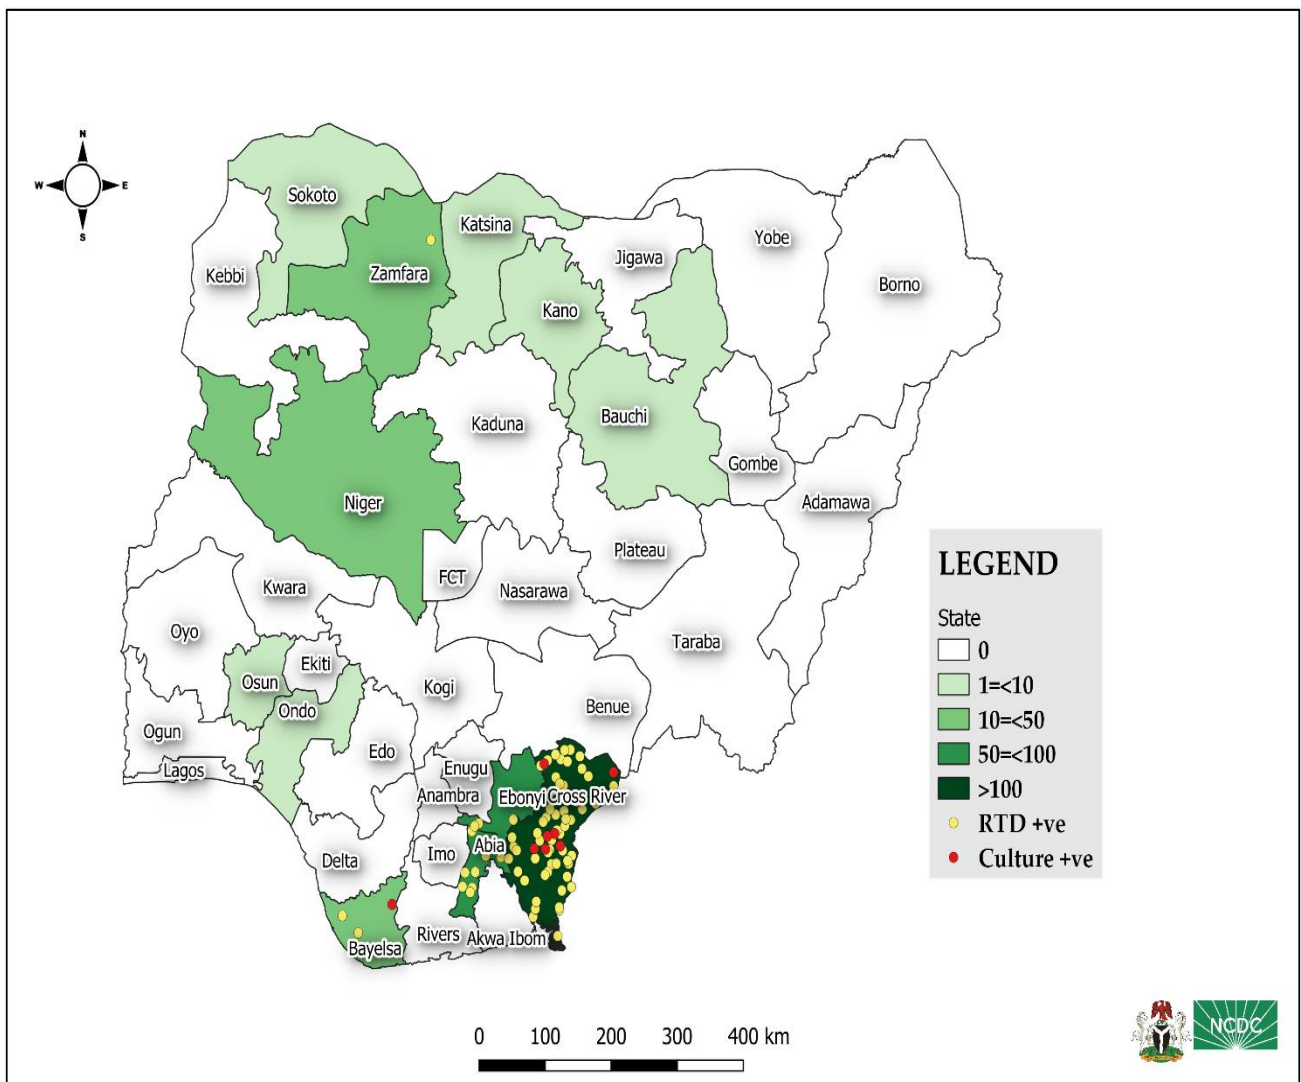 N
W E
S
Sokoto
Katsina
Kebbi
Zamfara
Jigawa
Yobe
Borno
Kano
Bauchi
Kaduna
Gombe
Adamawa
Niger
Plateau
FCT
Nasarawa
Kwara
Oyo
Taraba
Ekiti
Osun
Kogi
Ondo
Benue
Ogun
Edo
Lagos
Enugu
Anambra
Ebonyi
Cross River
Abia
Imo
Delta
Rivers
Akwa Ibom
Bayelsa
LEGEND
State
0
1=<10
10=<50
50=<100
>100
RTD +ve
Culture +ve
0 100 200 300 400 km
NCDC